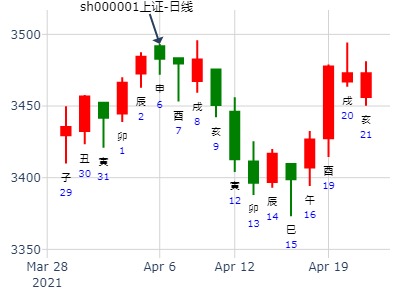 sh000001上证-日线
3500
3450
3400
3350
子
29
丑
30
寅
31
卯
1
辰
2
申
6
酉
7
戌
8
亥
9
寅
12
卯
13
辰
14
巳
15
午
16
酉
19
戌
20
亥
21
Mar 28
2021
Apr 6
Apr 12
Apr 19